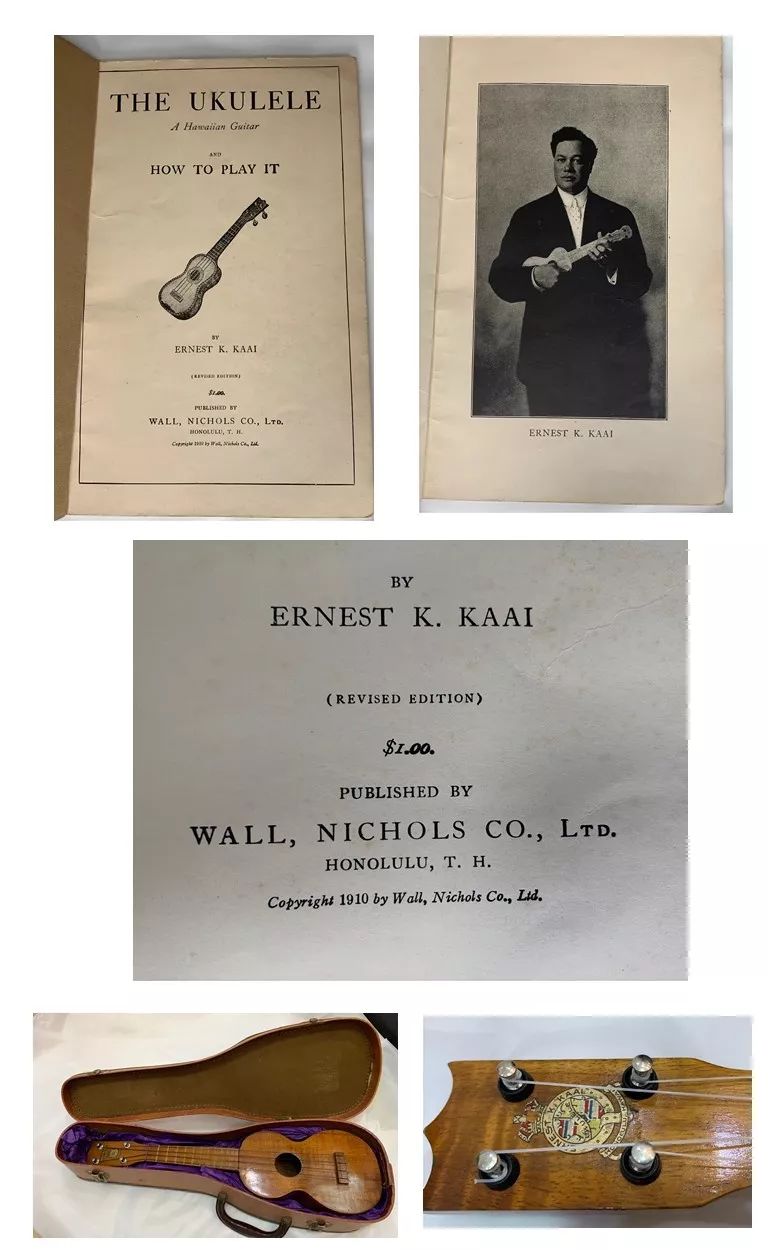 THE UKULELE
A Hawaiian Guitar
AND
HOW TO PLAY IT
BY
ERNEST K. KAAI
(REVISED EDITION)
$1.00.
PUBLISHED BY
WALL, NICHOLS CO., LTD.
HONOLULU, T. H.
Copyright 1910 by Wall, Nichols Co., Ltd.
ERNEST K. KAAI
BY
ERNEST K. KAAI
(REVISED EDITION)
$1.00.
PUBLISHED BY
WALL, NICHOLS CO., LTD.
HONOLULU, T. H.
Copyright 1910 by Wall, Nichols Co., Ltd.
ERNEST K. KAAI